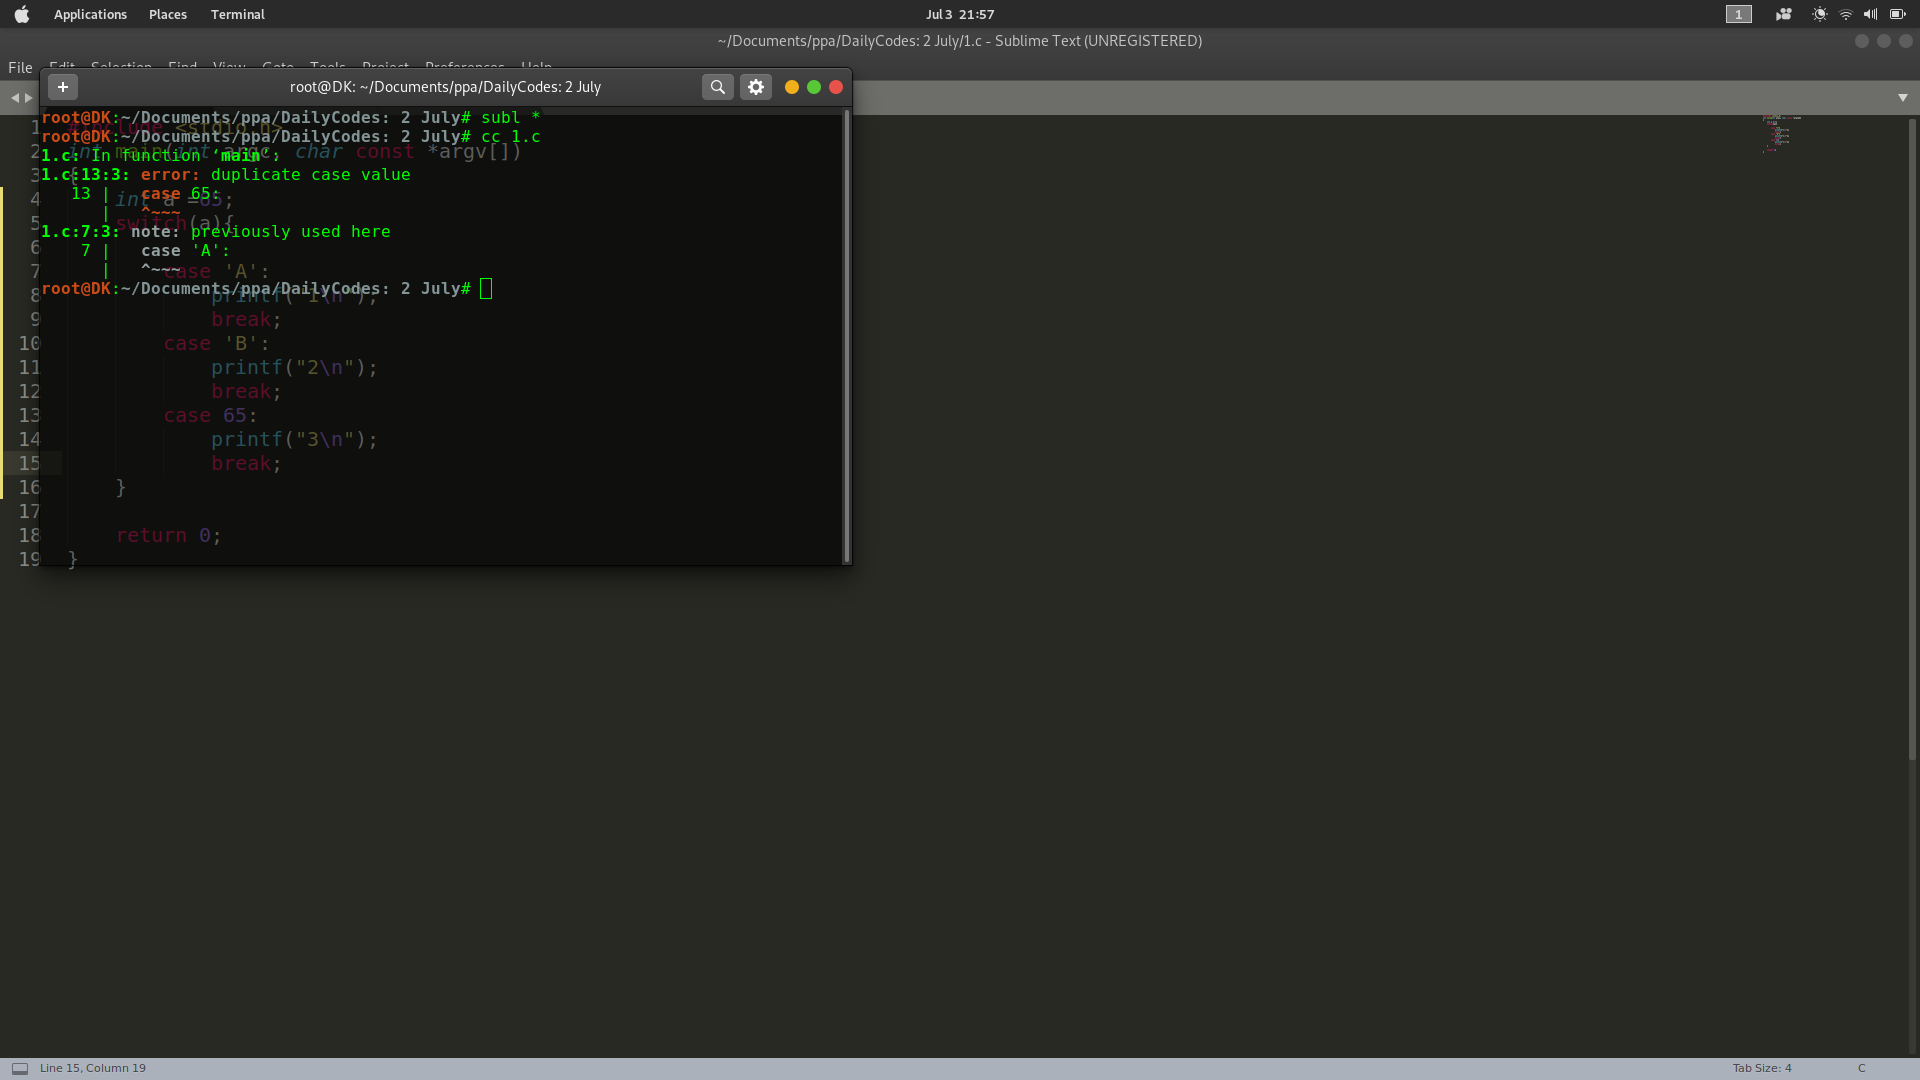 Applications Places Terminal Jul 3 21:57 1
~/Documents/ppa/DailyCodes: 2 July/1.c - Sublime Text (UNREGISTERED)
File Edit Selection Find View Goto Tools Project Preferences Help
+ root@DK: ~/Documents/ppa/DailyCodes: 2 July
root@DK:~/Documents/ppa/DailyCodes: 2 July# subl *
root@DK:~/Documents/ppa/DailyCodes: 2 July# cc 1.c
1.c: In function ‘main’:
1.c:13:3: error: duplicate case value
13 | case 65:
| ^~~~
1.c:7:3: note: previously used here
7 | case 'A':
| ^~~~
root@DK:~/Documents/ppa/DailyCodes: 2 July#
1 #include <stdio.h>
2 int main(int argc, char const *argv[])
3 {
4 int a =65;
5 switch(a){
6
7 case 'A':
8 printf("1\n");
9 break;
10 case 'B':
11 printf("2\n");
12 break;
13 case 65:
14 printf("3\n");
15 break;
16 }
17
18 return 0;
19 }
Line 15, Column 19 Tab Size: 4 C